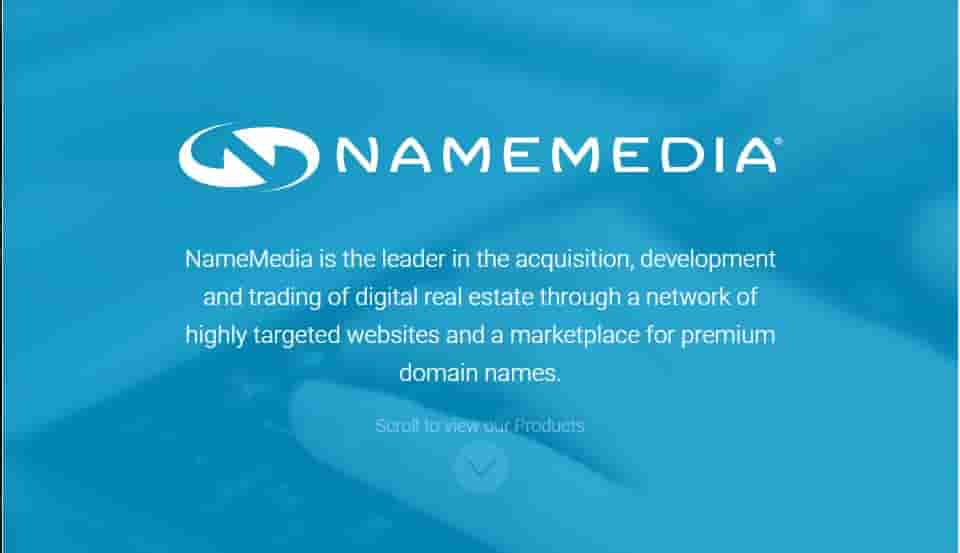 NAMEMEDIA®
NameMedia is the leader in the acquisition, development
and trading of digital real estate through a network of
highly targeted websites and a marketplace for premium
domain names.
Scroll to view our Products